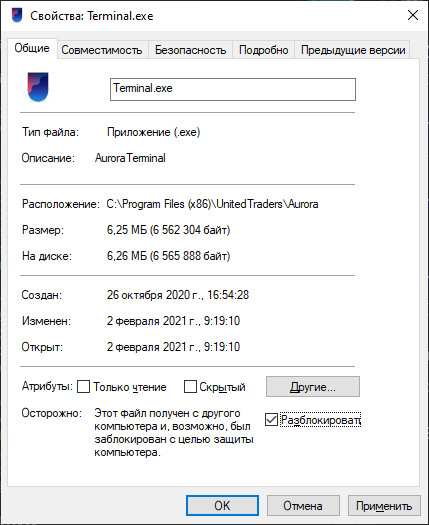 Свойства: Terminal.exe
Общие Совместимость Безопасность Подробно Предыдущие версии
Terminal.exe
Тип файла: Приложение (.exe)
Описание: AuroraTerminal
Расположение: C:\Program Files (x86)\UnitedTraders\Aurora
Размер: 6,25 МБ (6 562 304 байт)
На диске: 6,26 МБ (6 565 888 байт)
Создан: 26 октября 2020 г., 16:54:28
Изменен: 2 февраля 2021 г., 9:19:10
Открыт: 2 февраля 2021 г., 9:19:10
Атрибуты: Только чтение Скрытый Другие...
Осторожно: Этот файл получен с другого Разблокировать
компьютера и, возможно, был
заблокирован с целью защиты
компьютера.
OK Отмена Применить